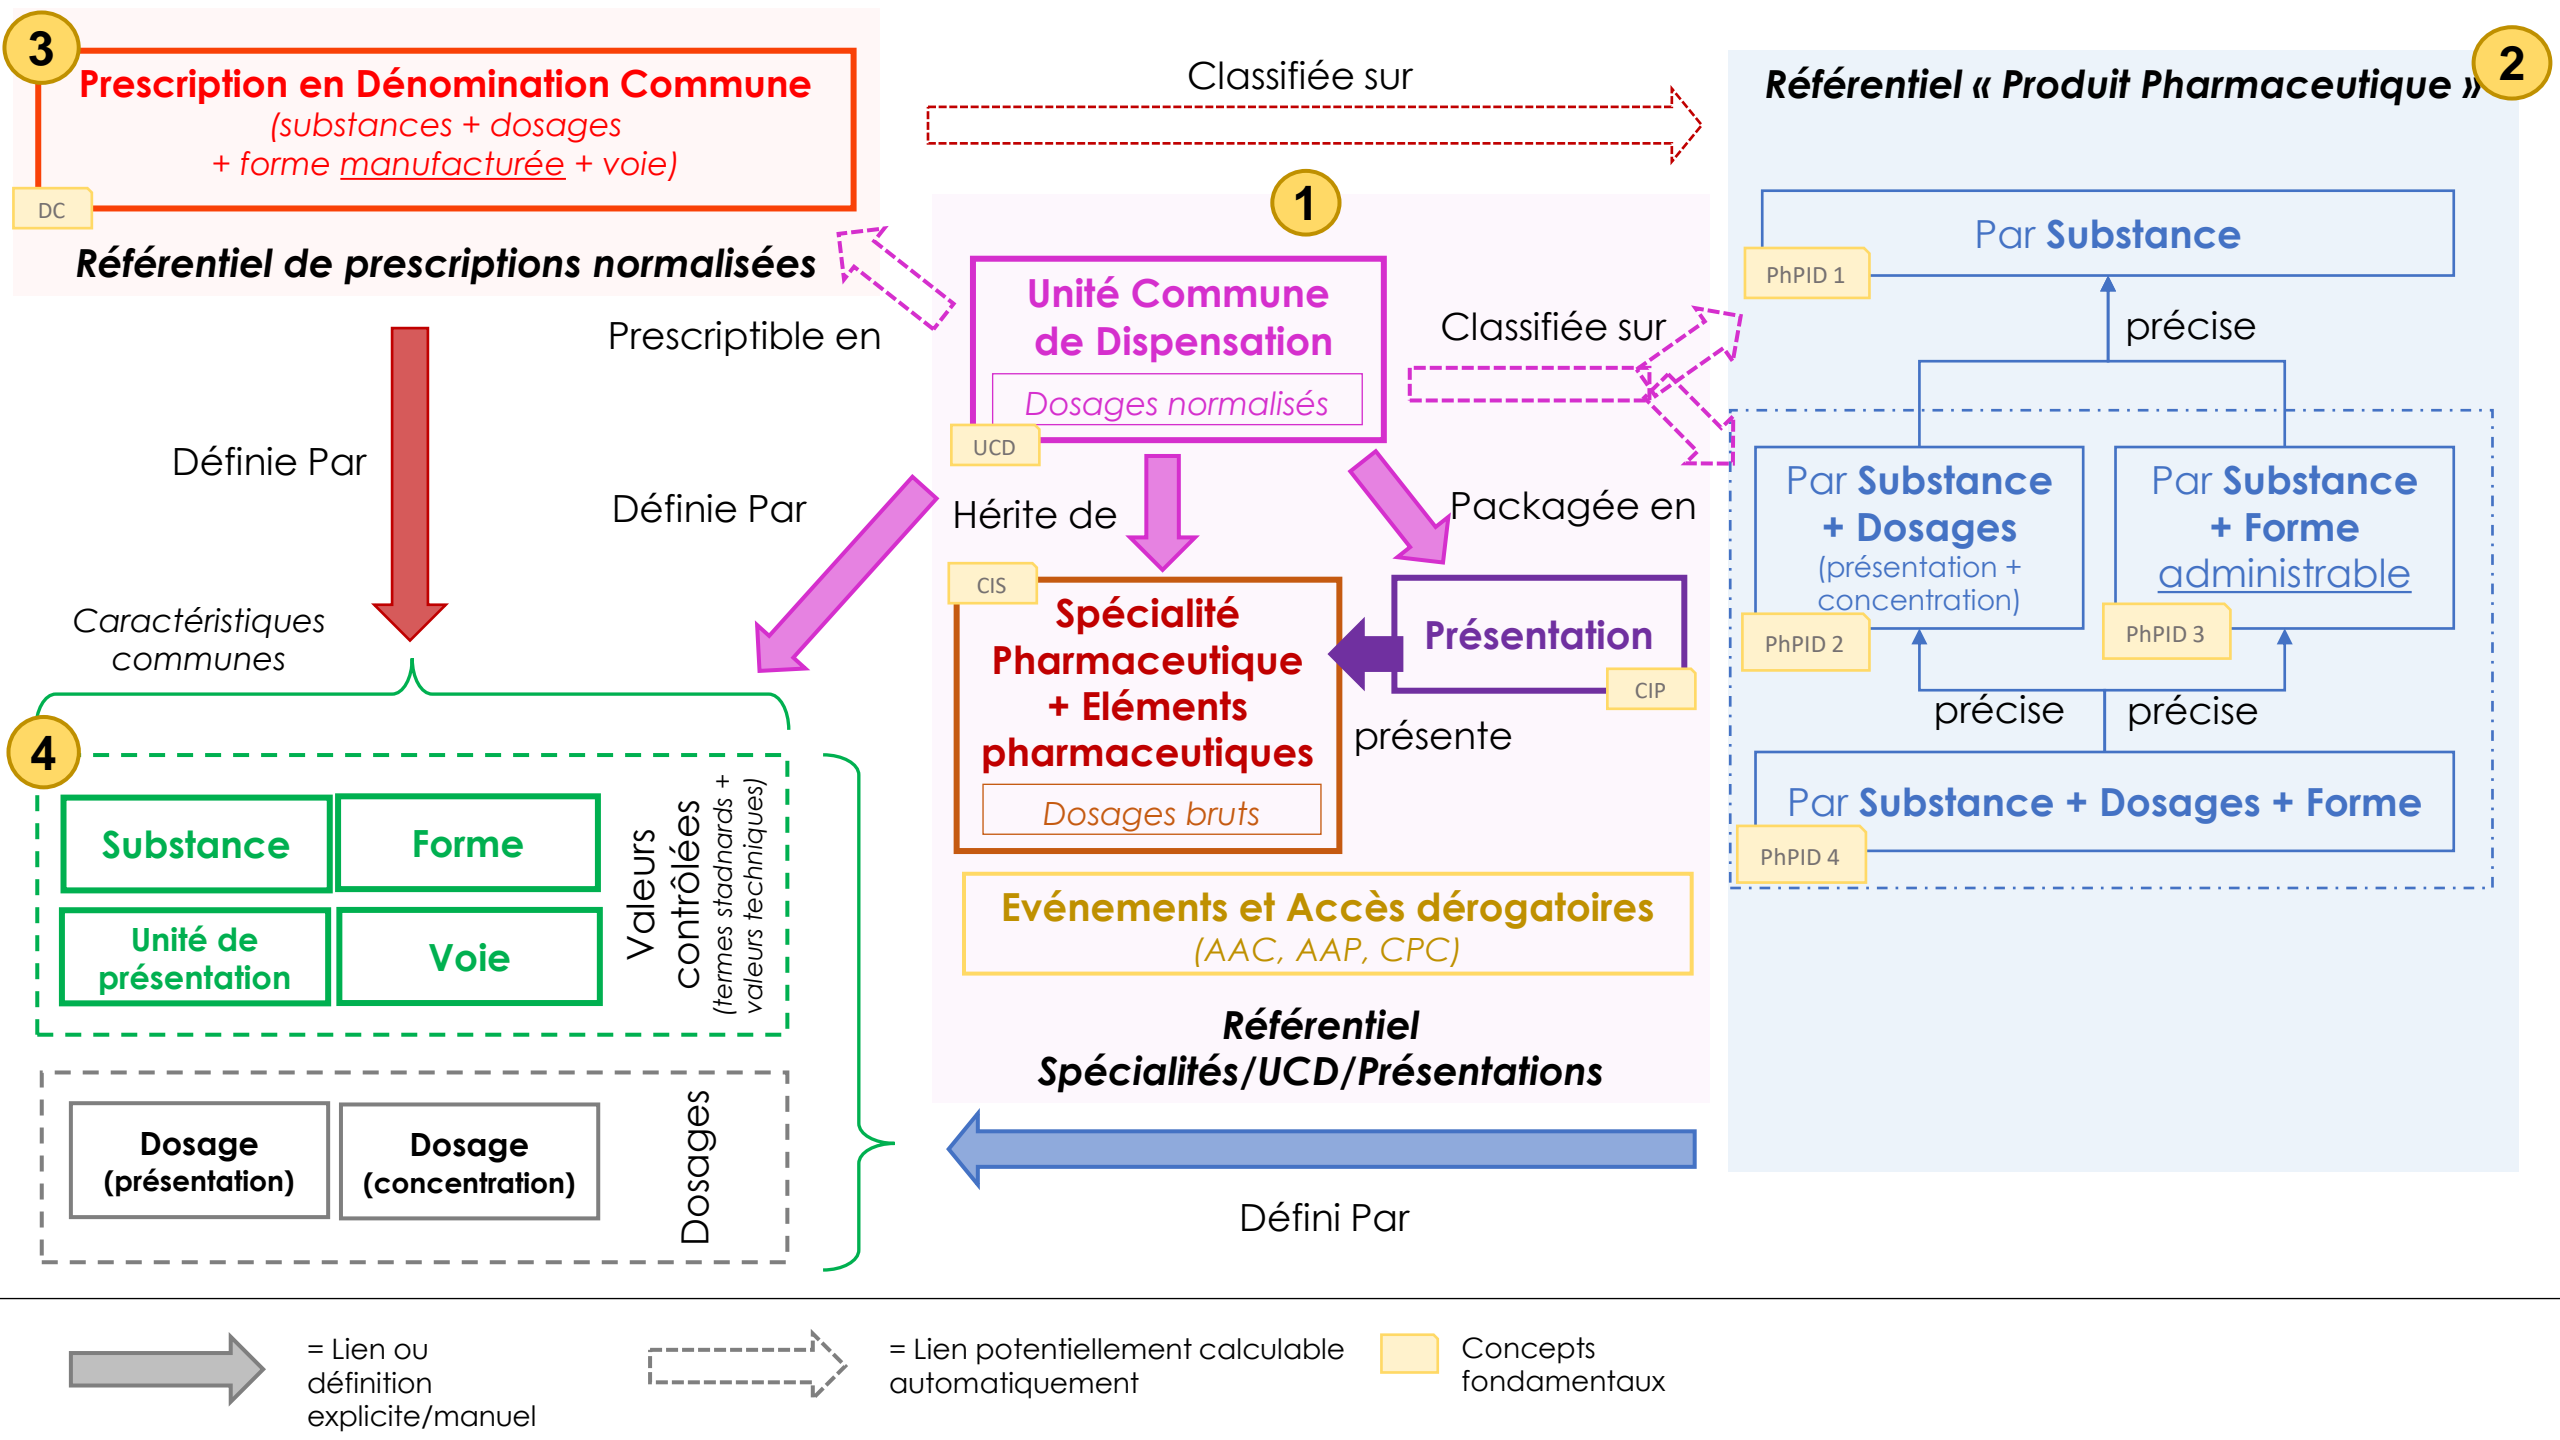 3
Prescription en Dénomination Commune
(substances + dosages
+ forme manufacturée + voie)
DC
Référentiel de prescriptions normalisées
Classifiée sur
2
Référentiel « Produit Pharmaceutique »
Par Substance
PhPID 1
précise
Par Substance
+ Dosages
(présentation +
concentration)
PhPID 2
Par Substance
+ Forme
administrable
PhPID 3
précise
précise
Par Substance + Dosages + Forme
PhPID 4
1
Unité Commune
de Dispensation
Dosages normalisés
UCD
Prescriptible en
Classifiée sur
Définie Par
Définie Par
Hérite de
Packagée en
CIS
Spécialité
Pharmaceutique
+ Eléments
pharmaceutiques
Dosages bruts
Présentation
CIP
présente
Evénements et Accès dérogatoires
(AAC, AAP, CPC)
Référentiel
Spécialités/UCD/Présentations
Défini Par
Caractéristiques
communes
4
Substance
Forme
Unité de
présentation
Voie
Valeurs
contrôlées
(termes stadnards +
valeurs techniques)
Dosage
(présentation)
Dosage
(concentration)
Dosages
= Lien ou
définition
explicite/manuel
= Lien potentiellement calculable
automatiquement
Concepts
fondamentaux